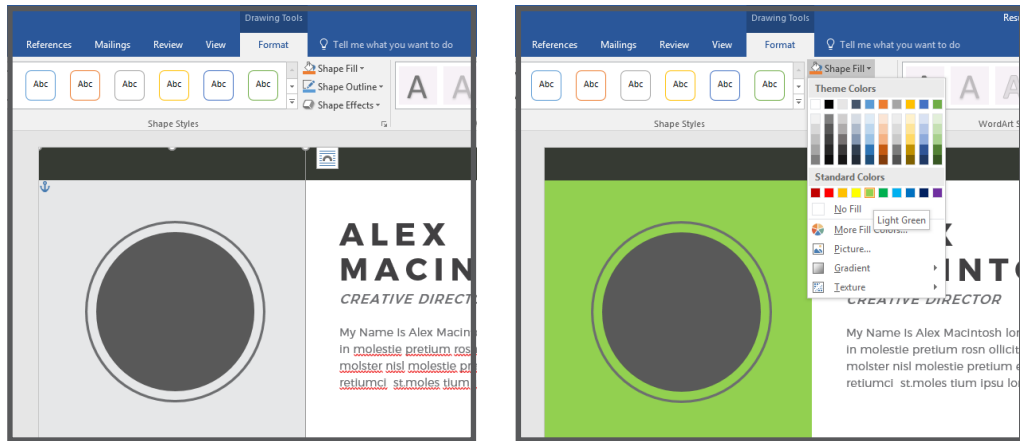 Drawing Tools
References Mailings Review View Format Tell me what you want to do
Abc Abc Abc Abc Abc Abc
Shape Fill
Shape Outline
Shape Effects
A A
Shape Styles
ALEX
MACIN
CREATIVE DIRECT
My Name Is Alex Macin
In molestie pretium ros
molster nisl molestie pr
retiumci st.moles tium
Drawing Tools Resu
References Mailings Review View Format Tell me what you want to do
Abc Abc Abc Abc Abc Abc
Shape Fill
A A
Theme Colors
Standard Colors
No Fill
Light Green
More Fill Colors...
Picture...
Gradient
Texture
Shape Styles WordArt S
X
INTO
CREATIVE DIRECTOR
My Name Is Alex Macintosh lor
In molestie pretium rosn ollicit
molster nisl molestie pretium e
retiumci st.moles tium ipsu lor